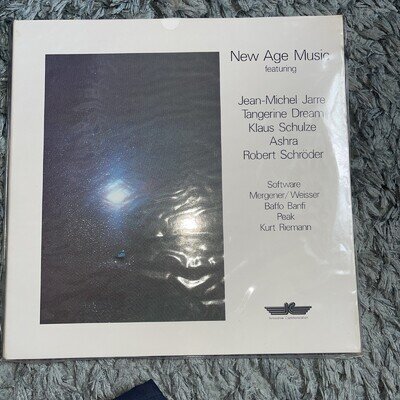 New Age Music
featuring
Jean-Michel Jarre
Tangerine Dream
Klaus Schulze
Ashra
Robert Schröder
Software
Mergener/Weisser
Baffo Banfi
Peak
Kurt Riemann